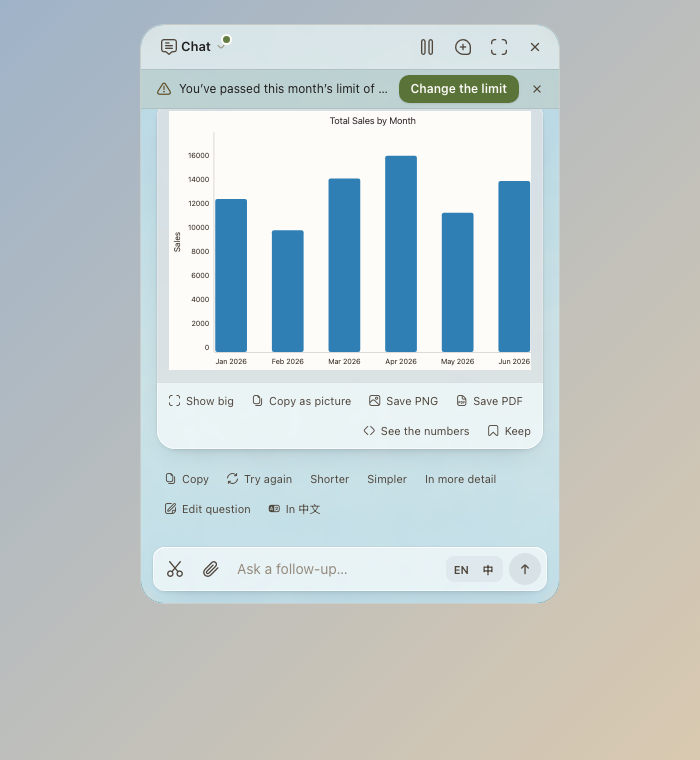 Chat
You've passed this month's limit of ...
Change the limit
Total Sales by Month
Sales
16000
14000
12000
10000
8000
6000
4000
2000
0
Jan 2026 Feb 2026 Mar 2026 Apr 2026 May 2026 Jun 2026
Show big Copy as picture Save PNG Save PDF
See the numbers Keep
Copy Try again Shorter Simpler In more detail
Edit question In 中文
Ask a follow-up... EN 中